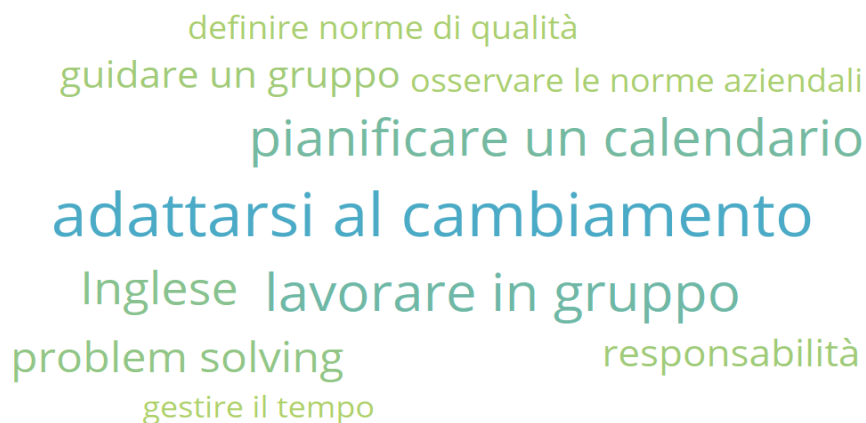 definire norme di qualità
guidare un gruppo osservare le norme aziendali
pianificare un calendario
adattarsi al cambiamento
Inglese lavorare in gruppo
problem solving responsabilità
gestire il tempo